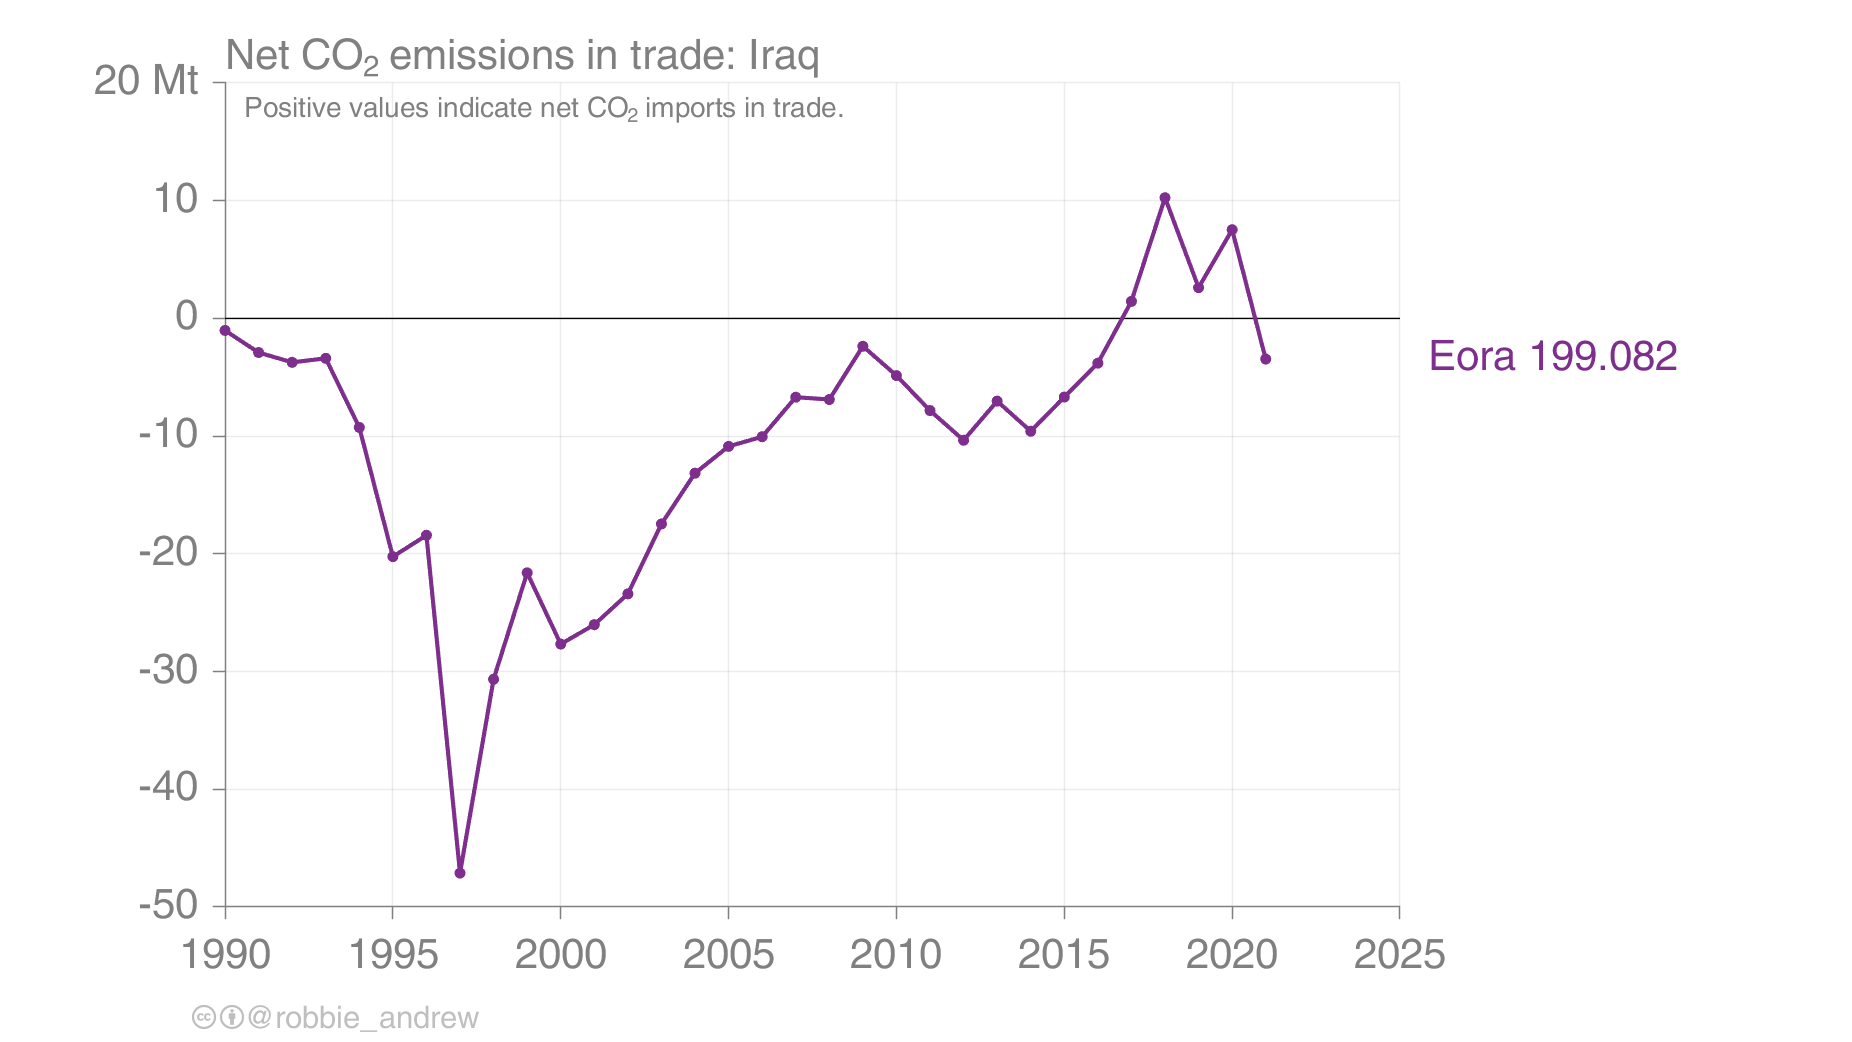 Net CO₂ emissions in trade: Iraq
20 Mt
Positive values indicate net CO₂ imports in trade.
10
0
Eora 199.082
-10
-20
-30
-40
-50
1990 1995 2000 2005 2010 2015 2020 2025
@robbie_andrew